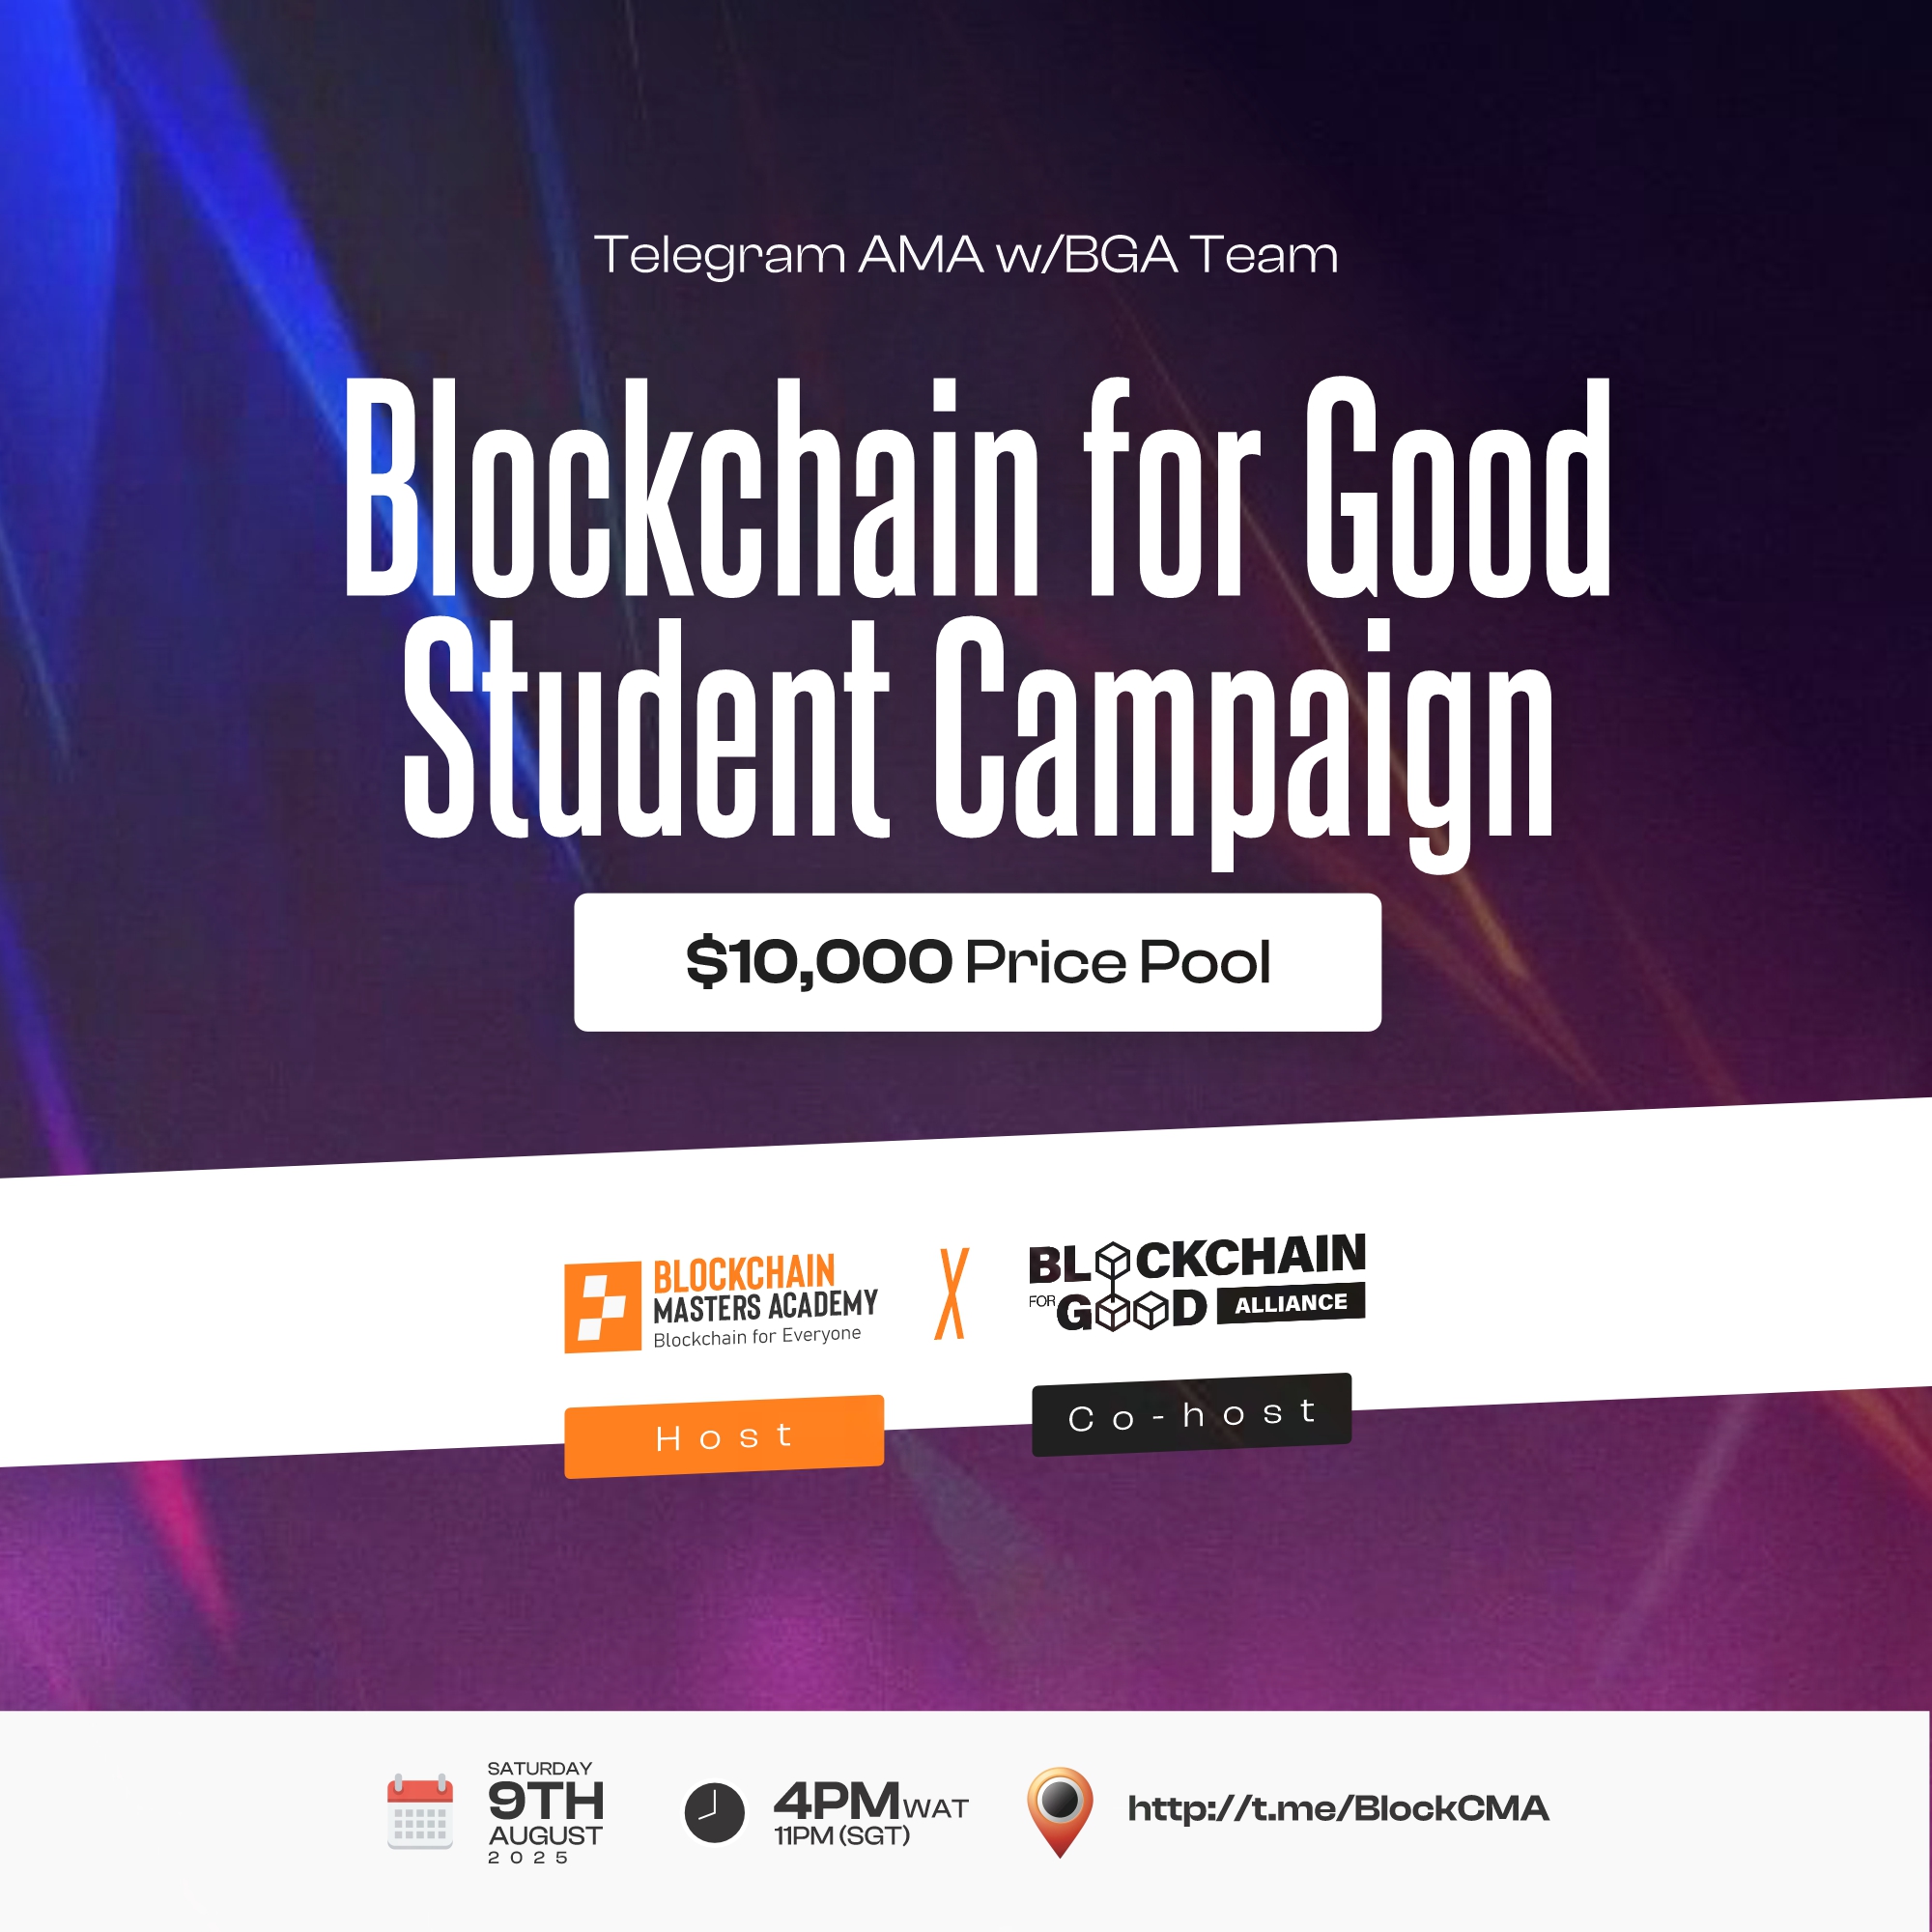 Telegram AMA w/BGA Team
Blockchain for Good
Student Campaign
$10,000 Price Pool
BLOCKCHAIN
MASTERS ACADEMY
Blockchain for Everyone
X
BLOCKCHAIN
FOR GOOD ALLIANCE
Host
Co-host
SATURDAY
9TH
AUGUST
2025
4PM WAT
11PM (SGT)
http://t.me/BlockCMA